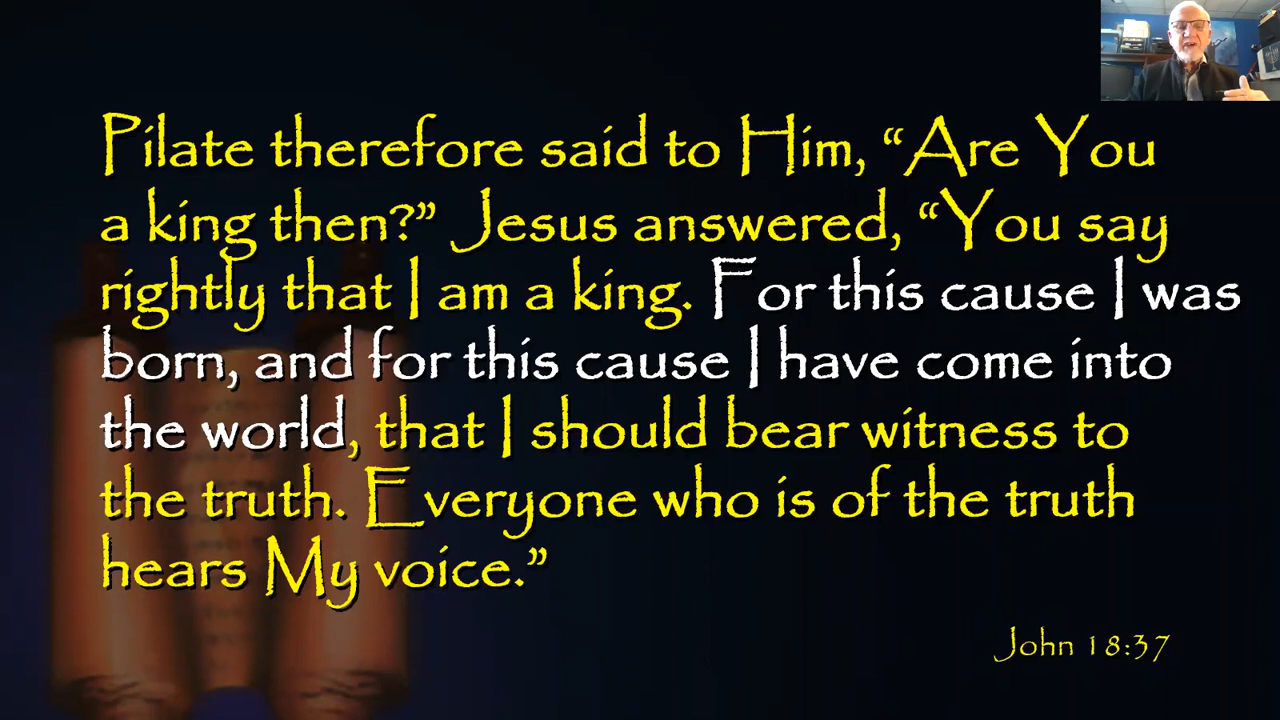 Pilate therefore said to Him, “Are You
a king then?” Jesus answered, “You say
rightly that I am a king. For this cause I was
born, and for this cause I have come into
the world, that I should bear witness to
the truth. Everyone who is of the truth
hears My voice.”
John 18:37